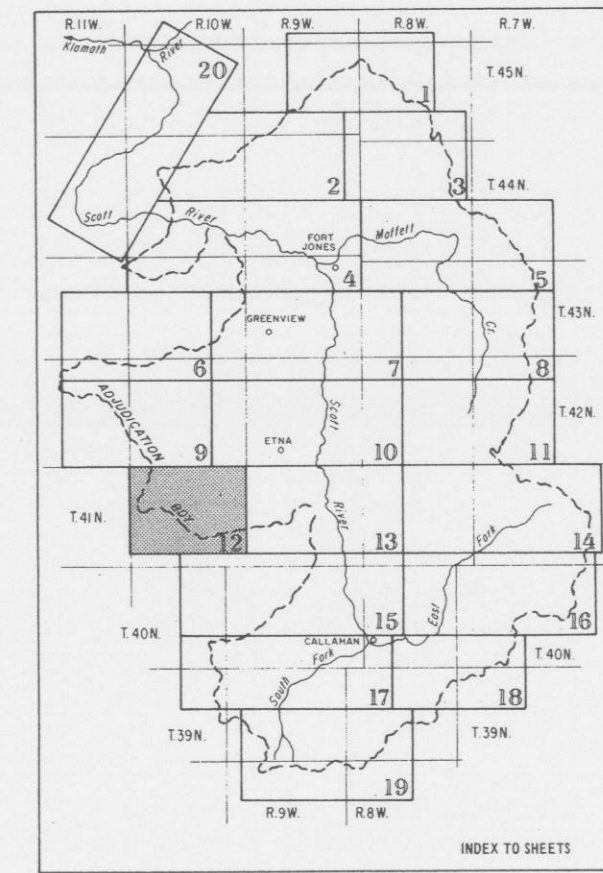 R.11W. R.10W. R.9W. R.8W. R.7W.
Klamath River
20
T.45N.
1
2
3
T.44N.
Scott River
FORT JONES
Moffett Cr.
4
5
T.43N.
GREENVIEW
6
7
8
Scott River
T.42N.
ADJUDICATION BDY.
ETNA
9
10
11
T.41N.
12
13
14
East Fork
15
16
T.40N.
CALLAHAN
T.40N.
South Fork
17
18
T.39N.
T.39N.
19
R.9W. R.8W.
INDEX TO SHEETS